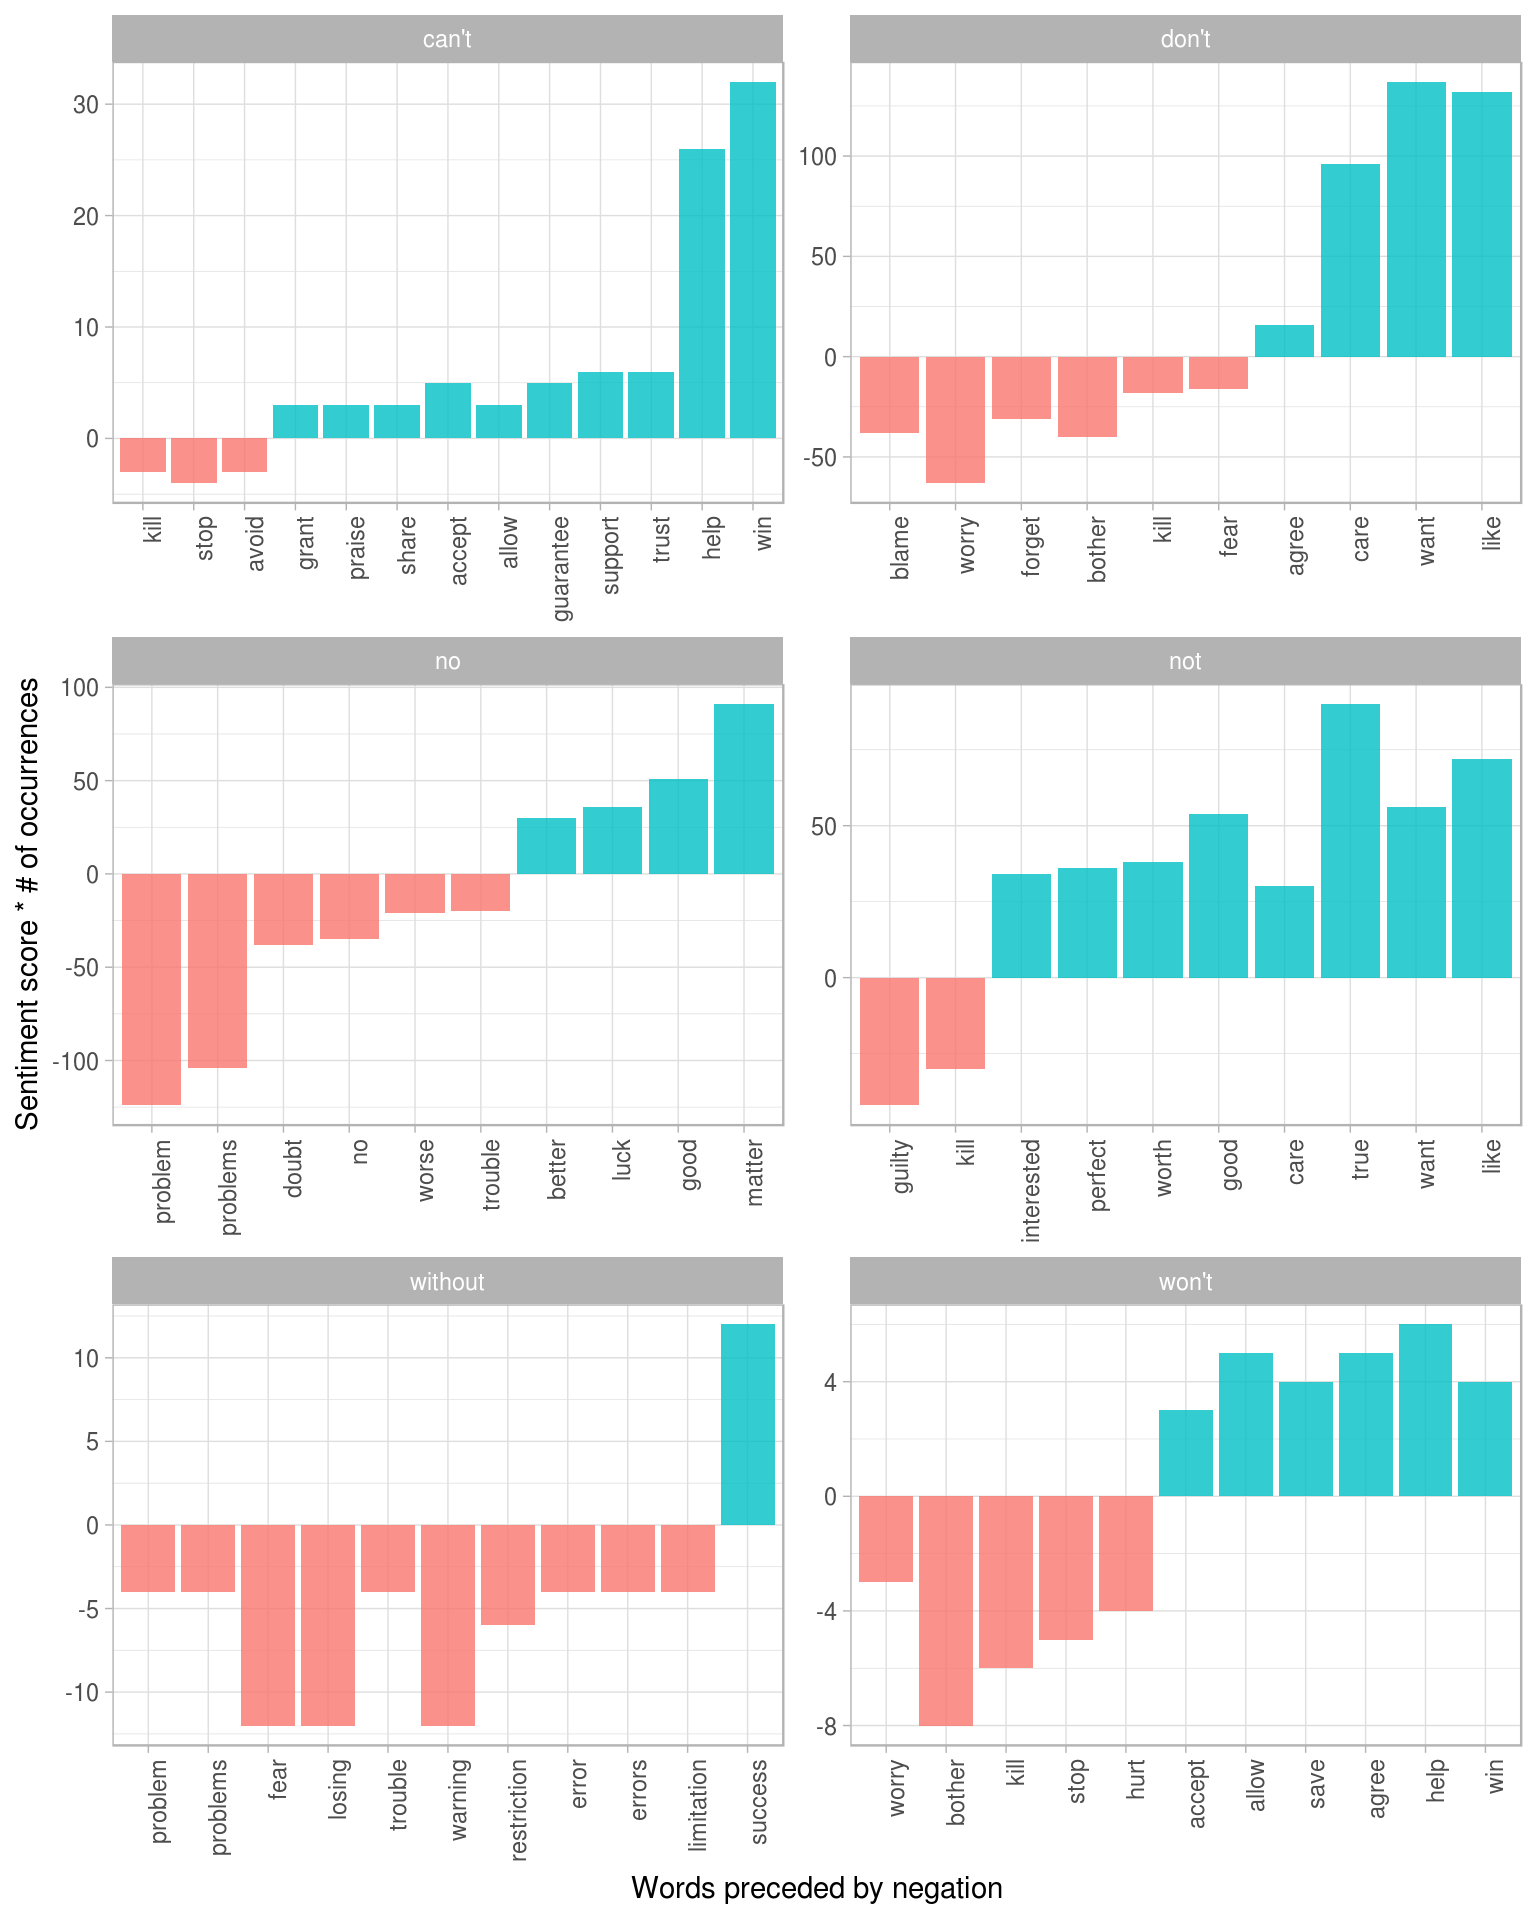 can't
30
20
10
0
kill stop avoid grant praise share accept allow guarantee support trust help win
don't
100
50
0
-50
blame worry forget bother kill fear agree care want like
Sentiment score * # of occurrences
no
100
50
0
-50
-100
problem problems doubt no worse trouble better luck good matter
not
50
0
guilty kill interested perfect worth good care true want like
without
10
5
0
-5
-10
problem problems fear losing trouble warning restriction error errors limitation success
won't
4
0
-4
-8
worry bother kill stop hurt accept allow save agree help win
Words preceded by negation